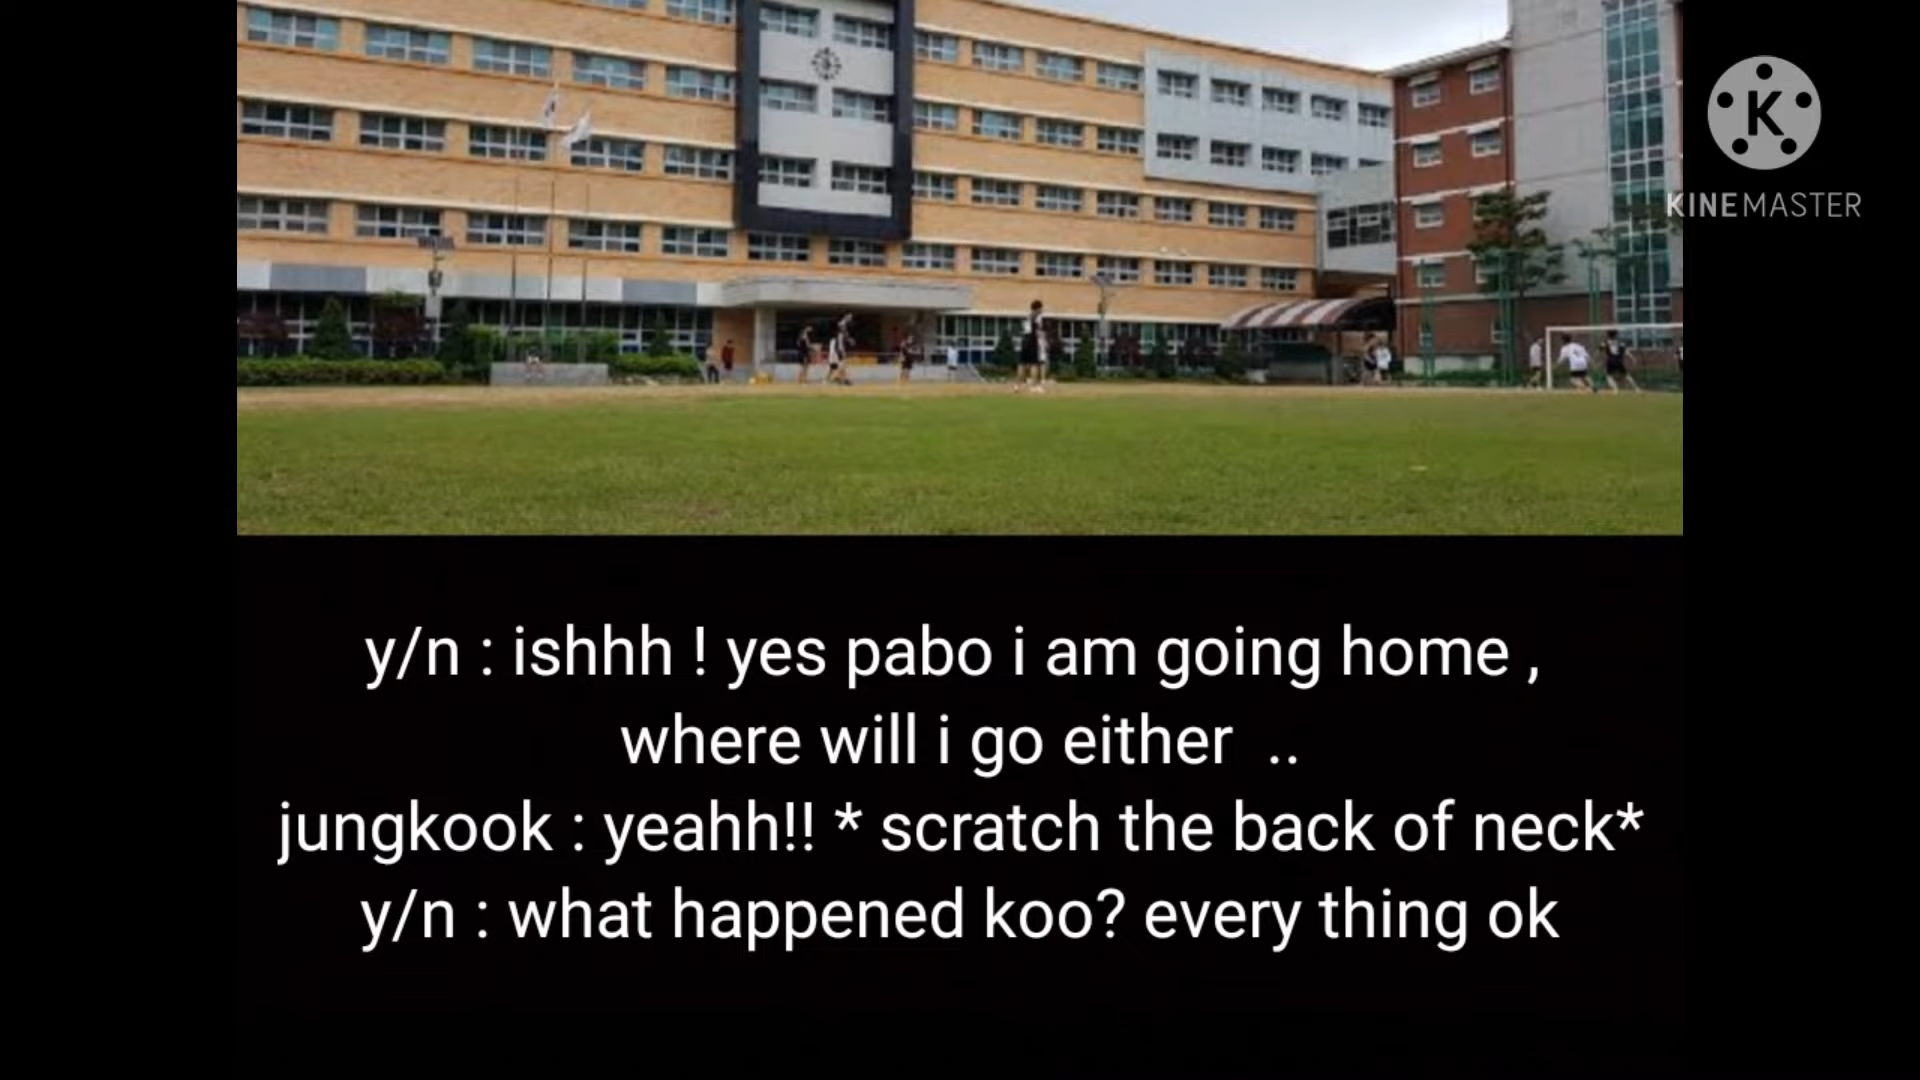 K
KINEMASTER
y/n : ishhh ! yes pabo i am going home ,
where will i go either  ..
jungkook : yeahh!! * scratch the back of neck*
y/n : what happened koo? every thing ok